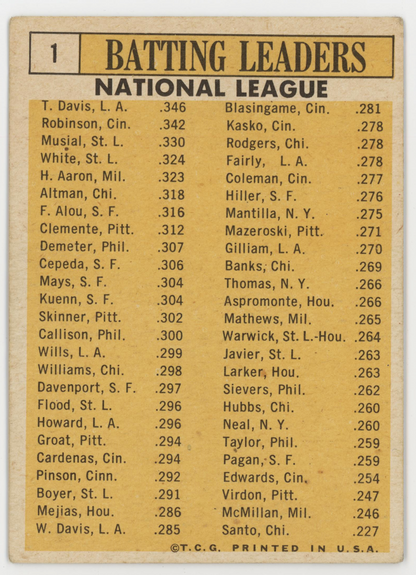 1
BATTING LEADERS
NATIONAL LEAGUE
T. Davis, L. A. .346
Robinson, Cin. .342
Musial, St. L. .330
White, St. L. .324
H. Aaron, Mil. .323
Altman, Chi. .318
F. Alou, S. F. .316
Clemente, Pitt. .312
Demeter, Phil. .307
Cepeda, S. F. .306
Mays, S. F. .304
Kuenn, S. F. .304
Skinner, Pitt. .302
Callison, Phil. .300
Wills, L. A. .299
Williams, Chi. .298
Davenport, S. F. .297
Flood, St. L. .296
Howard, L. A. .296
Groat, Pitt. .294
Cardenas, Cin. .294
Pinson, Cinn. .292
Boyer, St. L. .291
Mejias, Hou. .286
W. Davis, L. A. .285
Blasingame, Cin. .281
Kasko, Cin. .278
Rodgers, Chi. .278
Fairly, L. A. .278
Coleman, Cin. .277
Hiller, S. F. .276
Mantilla, N. Y. .275
Mazeroski, Pitt. .271
Gilliam, L. A. .270
Banks, Chi. .269
Thomas, N. Y. .266
Aspromonte, Hou. .266
Mathews, Mil. .265
Warwick, St. L.-Hou. .264
Javier, St. L. .263
Larker, Hou. .263
Sievers, Phil. .262
Hubbs, Chi. .260
Neal, N. Y. .260
Taylor, Phil. .259
Pagan, S. F. .259
Edwards, Cin. .254
Virdon, Pitt. .247
McMillan, Mil. .246
Santo, Chi. .227
©T.C.G. PRINTED IN U.S.A.